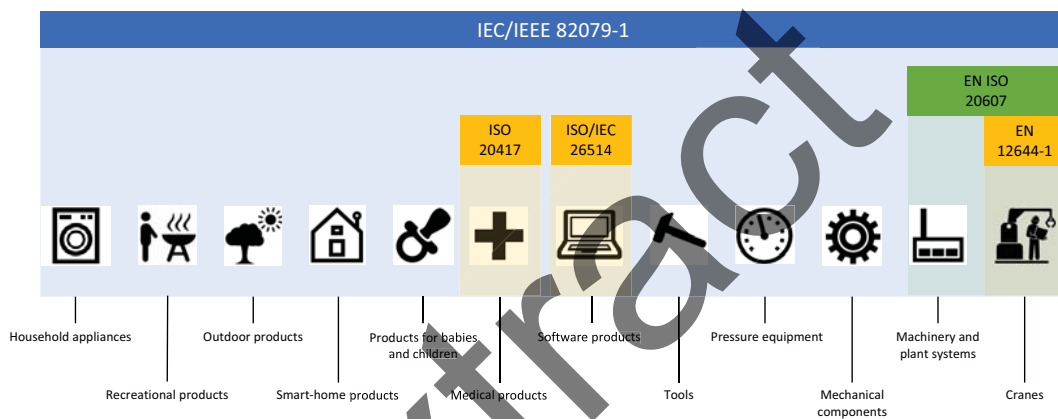 IEC/IEEE 82079-1
EN ISO
20607
ISO
20417
ISO/IEC
26514
EN
12644-1
Household appliances
Outdoor products
Products for babies
and children
Software products
Pressure equipment
Machinery and
plant systems
Recreational products
Smart-home products
Medical products
Tools
Mechanical
components
Cranes
xtract